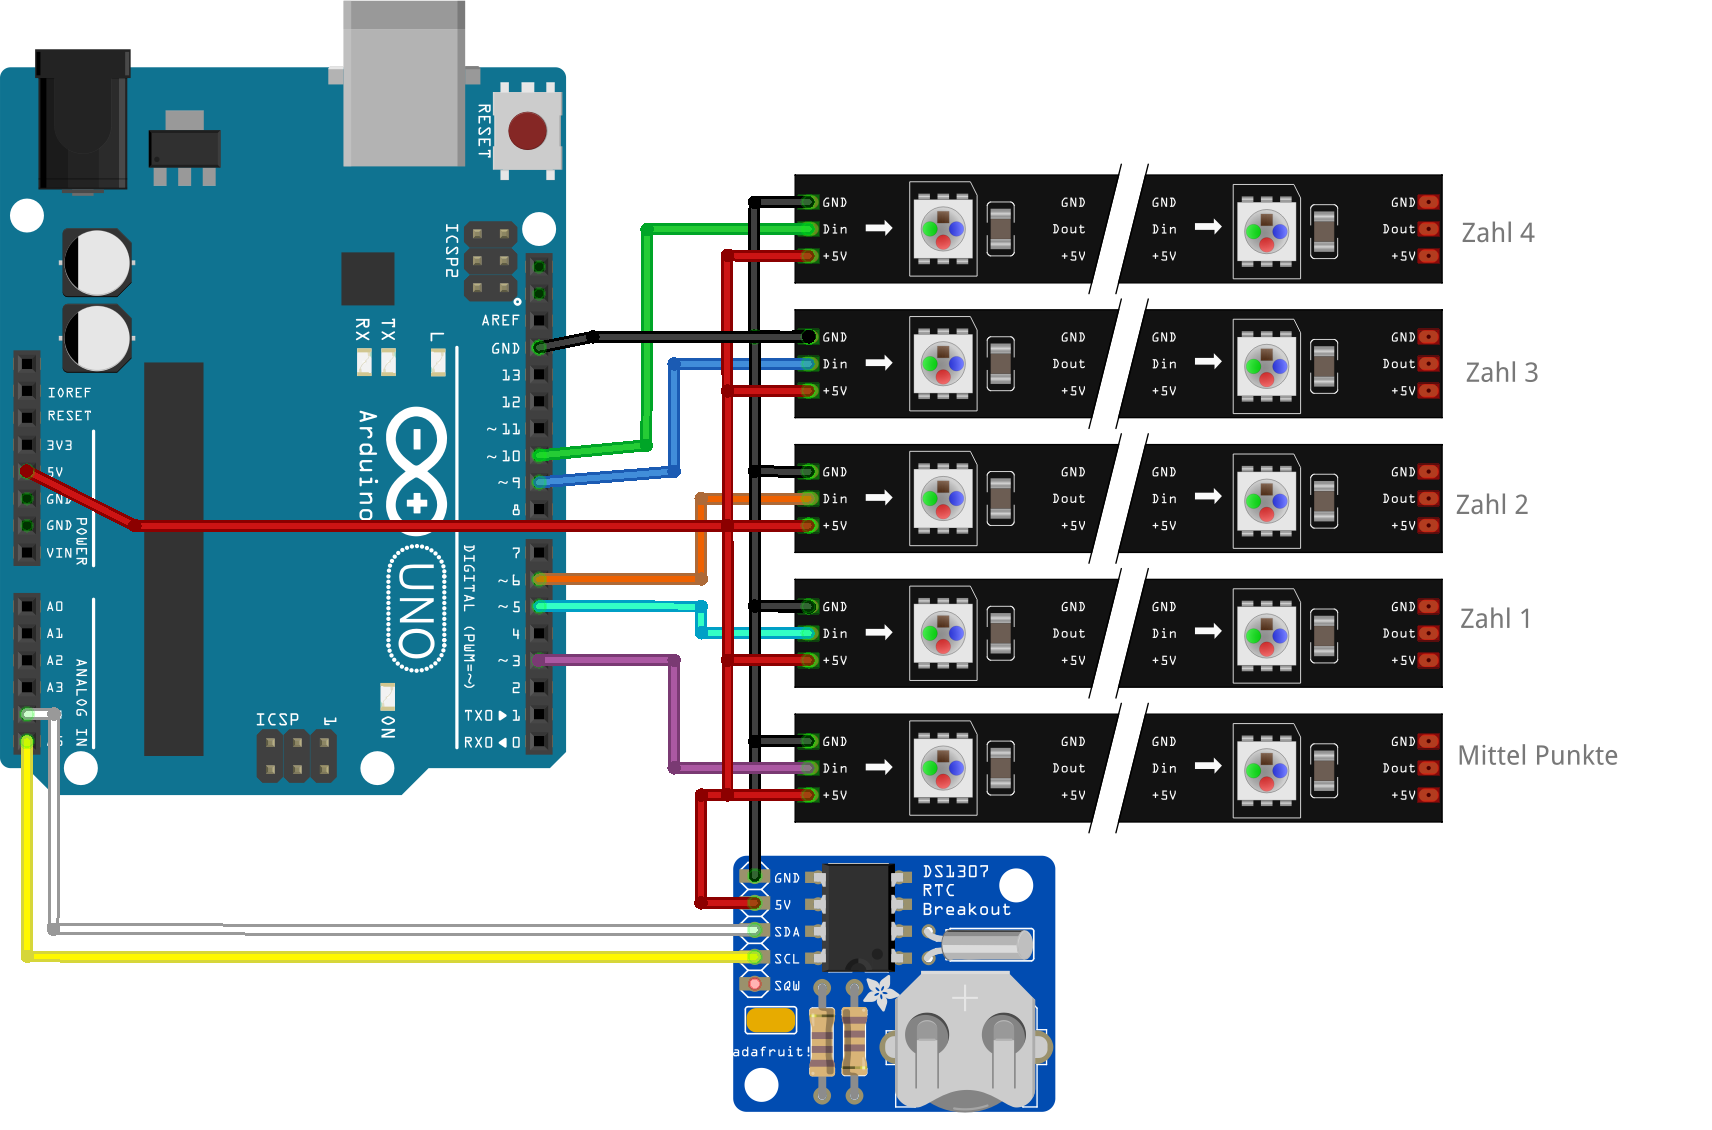 RESET
ICSP2
AREF
GND
RX
TX
L
13
12
~11
~10
~9
8
IOREF
RESET
3V3
5V
GND
GND
VIN
POWER
Arduino
UNO
DIGITAL (PWM=~)
7
~6
~5
4
~3
2
TX0 1
RX0 0
A0
A1
A2
A3
ANALOG IN
ICSP
1
ON
GND GND GND GND
Din Dout Din Dout
+5V +5V +5V +5V
Zahl 4
GND GND GND GND
Din Dout Din Dout
+5V +5V +5V +5V
Zahl 3
GND GND GND GND
Din Dout Din Dout
+5V +5V +5V +5V
Zahl 2
GND GND GND GND
Din Dout Din Dout
+5V +5V +5V +5V
Zahl 1
GND GND GND GND
Din Dout Din Dout
+5V +5V +5V +5V
Mittel Punkte
GND
5V
SDA
SCL
SQW
DS1307
RTC
Breakout
adafruit!